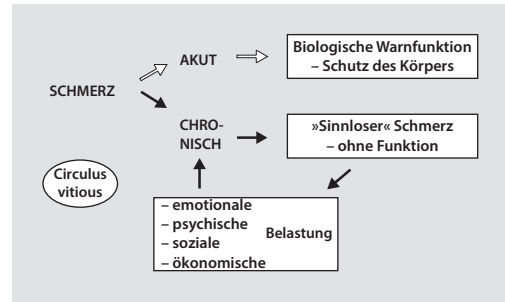 Biologische Warnfunktion
– Schutz des Körpers
AKUT
SCHMERZ
CHRO-
NISCH
»Sinnloser« Schmerz
– ohne Funktion
Circulus
vitious
– emotionale
– psychische
– soziale
– ökonomische
Belastung